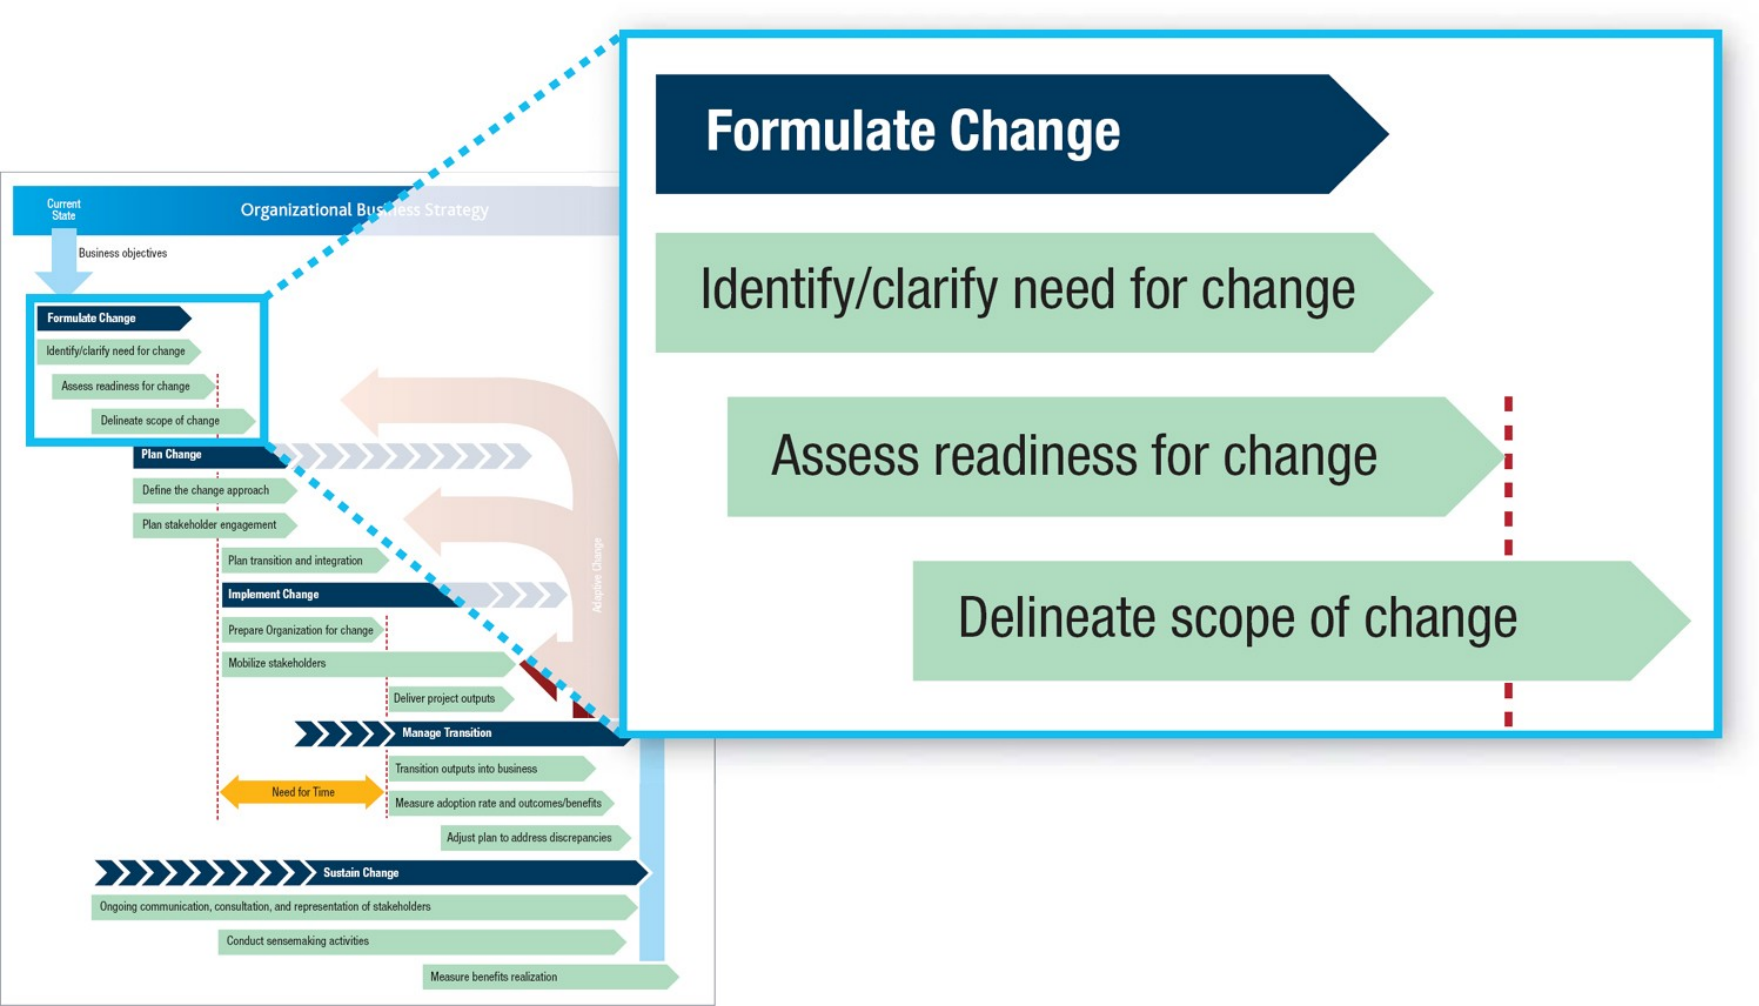 Current
State
Organizational Business Strategy
Business objectives
Formulate Change
Identify/clarify need for change
Assess readiness for change
Delineate scope of change
Plan Change
Define the change approach
Plan stakeholder engagement
Plan transition and integration
Implement Change
Prepare Organization for change
Mobilize stakeholders
Deliver project outputs
Manage Transition
Transition outputs into business
Need for Time
Measure adoption rate and outcomes/benefits
Adjust plan to address discrepancies
Sustain Change
Ongoing communication, consultation, and representation of stakeholders
Conduct sensemaking activities
Measure benefits realization
Adaptive Change
Formulate Change
Identify/clarify need for change
Assess readiness for change
Delineate scope of change